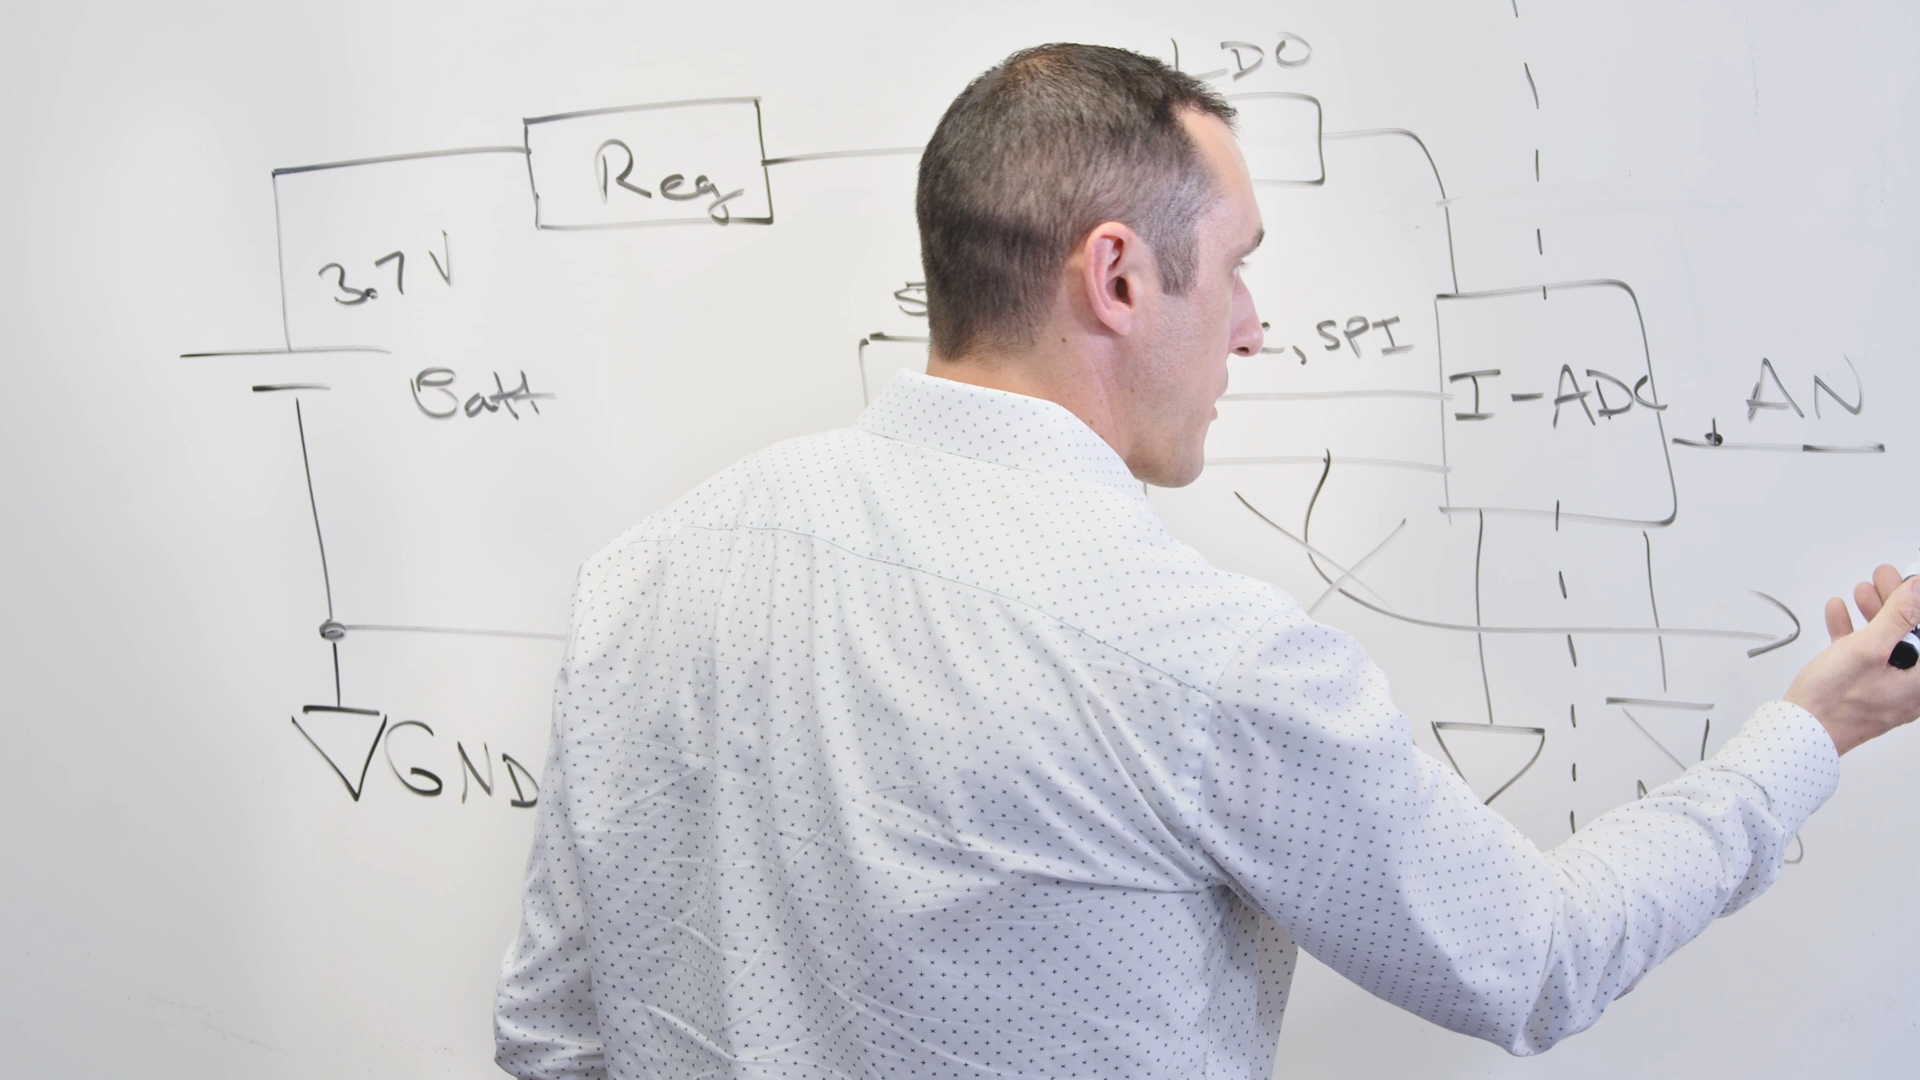 LDO
Reg
3.7V
, SPI
Batt
I-ADC
AN
GND